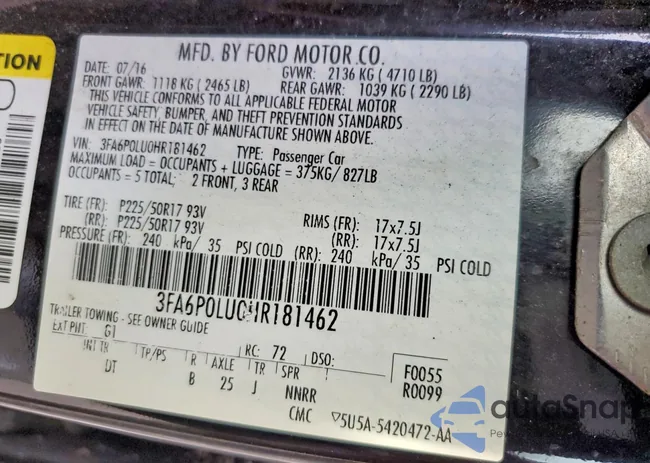 TION
MFD. BY FORD MOTOR CO.
DATE: 07/16 GVWR: 2136 KG ( 4710 LB)
FRONT GAWR: 1118 KG ( 2465 LB) REAR GAWR: 1039 KG ( 2290 LB)
THIS VEHICLE CONFORMS TO ALL APPLICABLE FEDERAL MOTOR
VEHICLE SAFETY, BUMPER, AND THEFT PREVENTION STANDARDS
IN EFFECT ON THE DATE OF MANUFACTURE SHOWN ABOVE.
VIN: 3FA6P0LU0HR181462 TYPE: Passenger Car
MAXIMUM LOAD = OCCUPANTS + LUGGAGE = 375KG/ 827LB
OCCUPANTS = 5 TOTAL, 2 FRONT, 3 REAR
TIRE (FR): P225/50R17 93V RIMS (FR): 17x7.5J
(RR): P225/50R17 93V (RR): 17x7.5J
PRESSURE (FR): 240 kPa/ 35 PSI COLD (RR): 240 kPa/ 35 PSI COLD
3FA6P0LU0HR181462
TRAILER TOWING - SEE OWNER GUIDE
EXT PNT: G1 RC: 72 DSO: F0055
INT TR TP/PS R AXLE TR SPR R0099
DT B 25 J NNRR
CMC 5U5A-5420472-AA
autoSnap